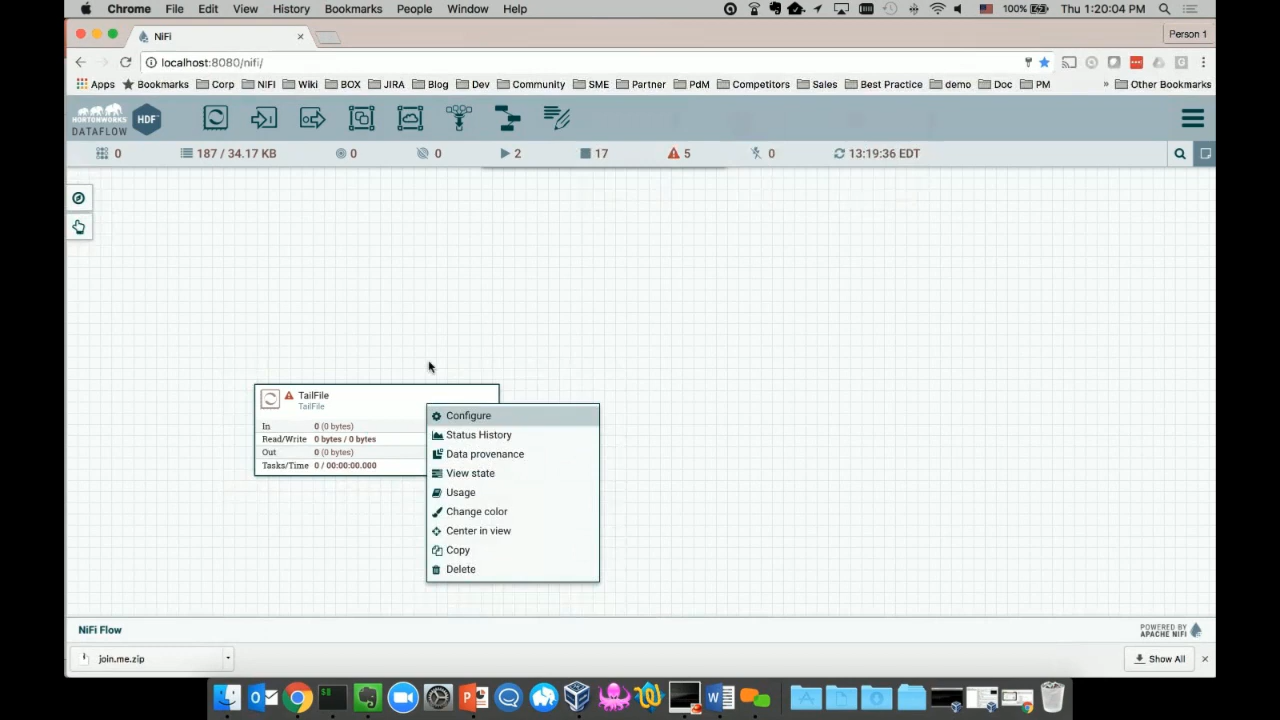 Chrome File Edit View History Bookmarks People Window Help 100% Thu 1:20:04 PM
NiFi Person 1
localhost:8080/nifi/
Apps Bookmarks Corp NIFI Wiki BOX JIRA Blog Dev Community SME Partner PdM Competitors Sales Best Practice demo Doc PM » Other Bookmarks
HORTONWORKS
DATAFLOW
HDF
0 187 / 34.17 KB 0 0 2 17 5 0 13:19:36 EDT
TailFile
TailFile
In 0 (0 bytes)
Read/Write 0 bytes / 0 bytes
Out 0 (0 bytes)
Tasks/Time 0 / 00:00:00.000
Configure
Status History
Data provenance
View state
Usage
Change color
Center in view
Copy
Delete
NiFi Flow
POWERED BY
APACHE NIFI
join.me.zip Show All